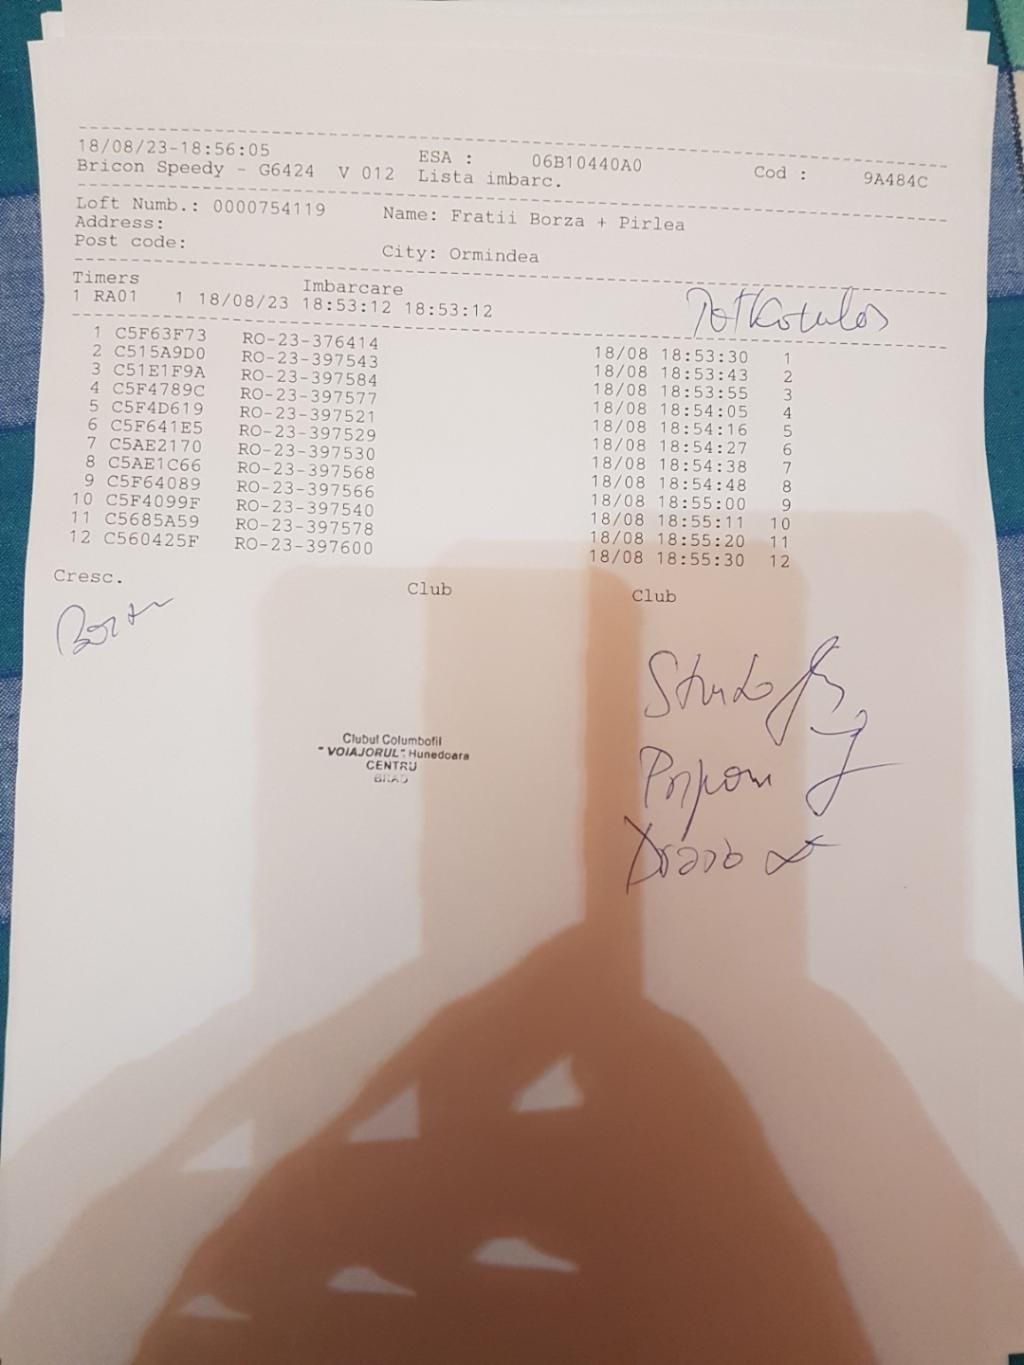 18/08/23-18:56:05 ESA : 06B10440A0 Cod : 9A484C
Bricon Speedy - G6424 V 012 Lista imbarc.
Loft Numb.: 0000754119 Name: Fratii Borza + Pirlea
Address:
Post code: City: Ormindea
Timers Imbarcare
1 RA01 1 18/08/23 18:53:12 18:53:12
1 C5F63F73 RO-23-376414 18/08 18:53:30 1
2 C515A9D0 RO-23-397543 18/08 18:53:43 2
3 C51E1F9A RO-23-397584 18/08 18:53:55 3
4 C5F4789C RO-23-397577 18/08 18:54:05 4
5 C5F4D619 RO-23-397521 18/08 18:54:16 5
6 C5F641E5 RO-23-397529 18/08 18:54:27 6
7 C5AE2170 RO-23-397530 18/08 18:54:38 7
8 C5AE1C66 RO-23-397568 18/08 18:54:48 8
9 C5F64089 RO-23-397566 18/08 18:55:00 9
10 C5F4099F RO-23-397540 18/08 18:55:11 10
11 C5685A59 RO-23-397578 18/08 18:55:20 11
12 C560425F RO-23-397600 18/08 18:55:30 12
Cresc. Club Club
Clubul Columbofil
"VOIAJORUL" Hunedoara
CENTRU
BRAD